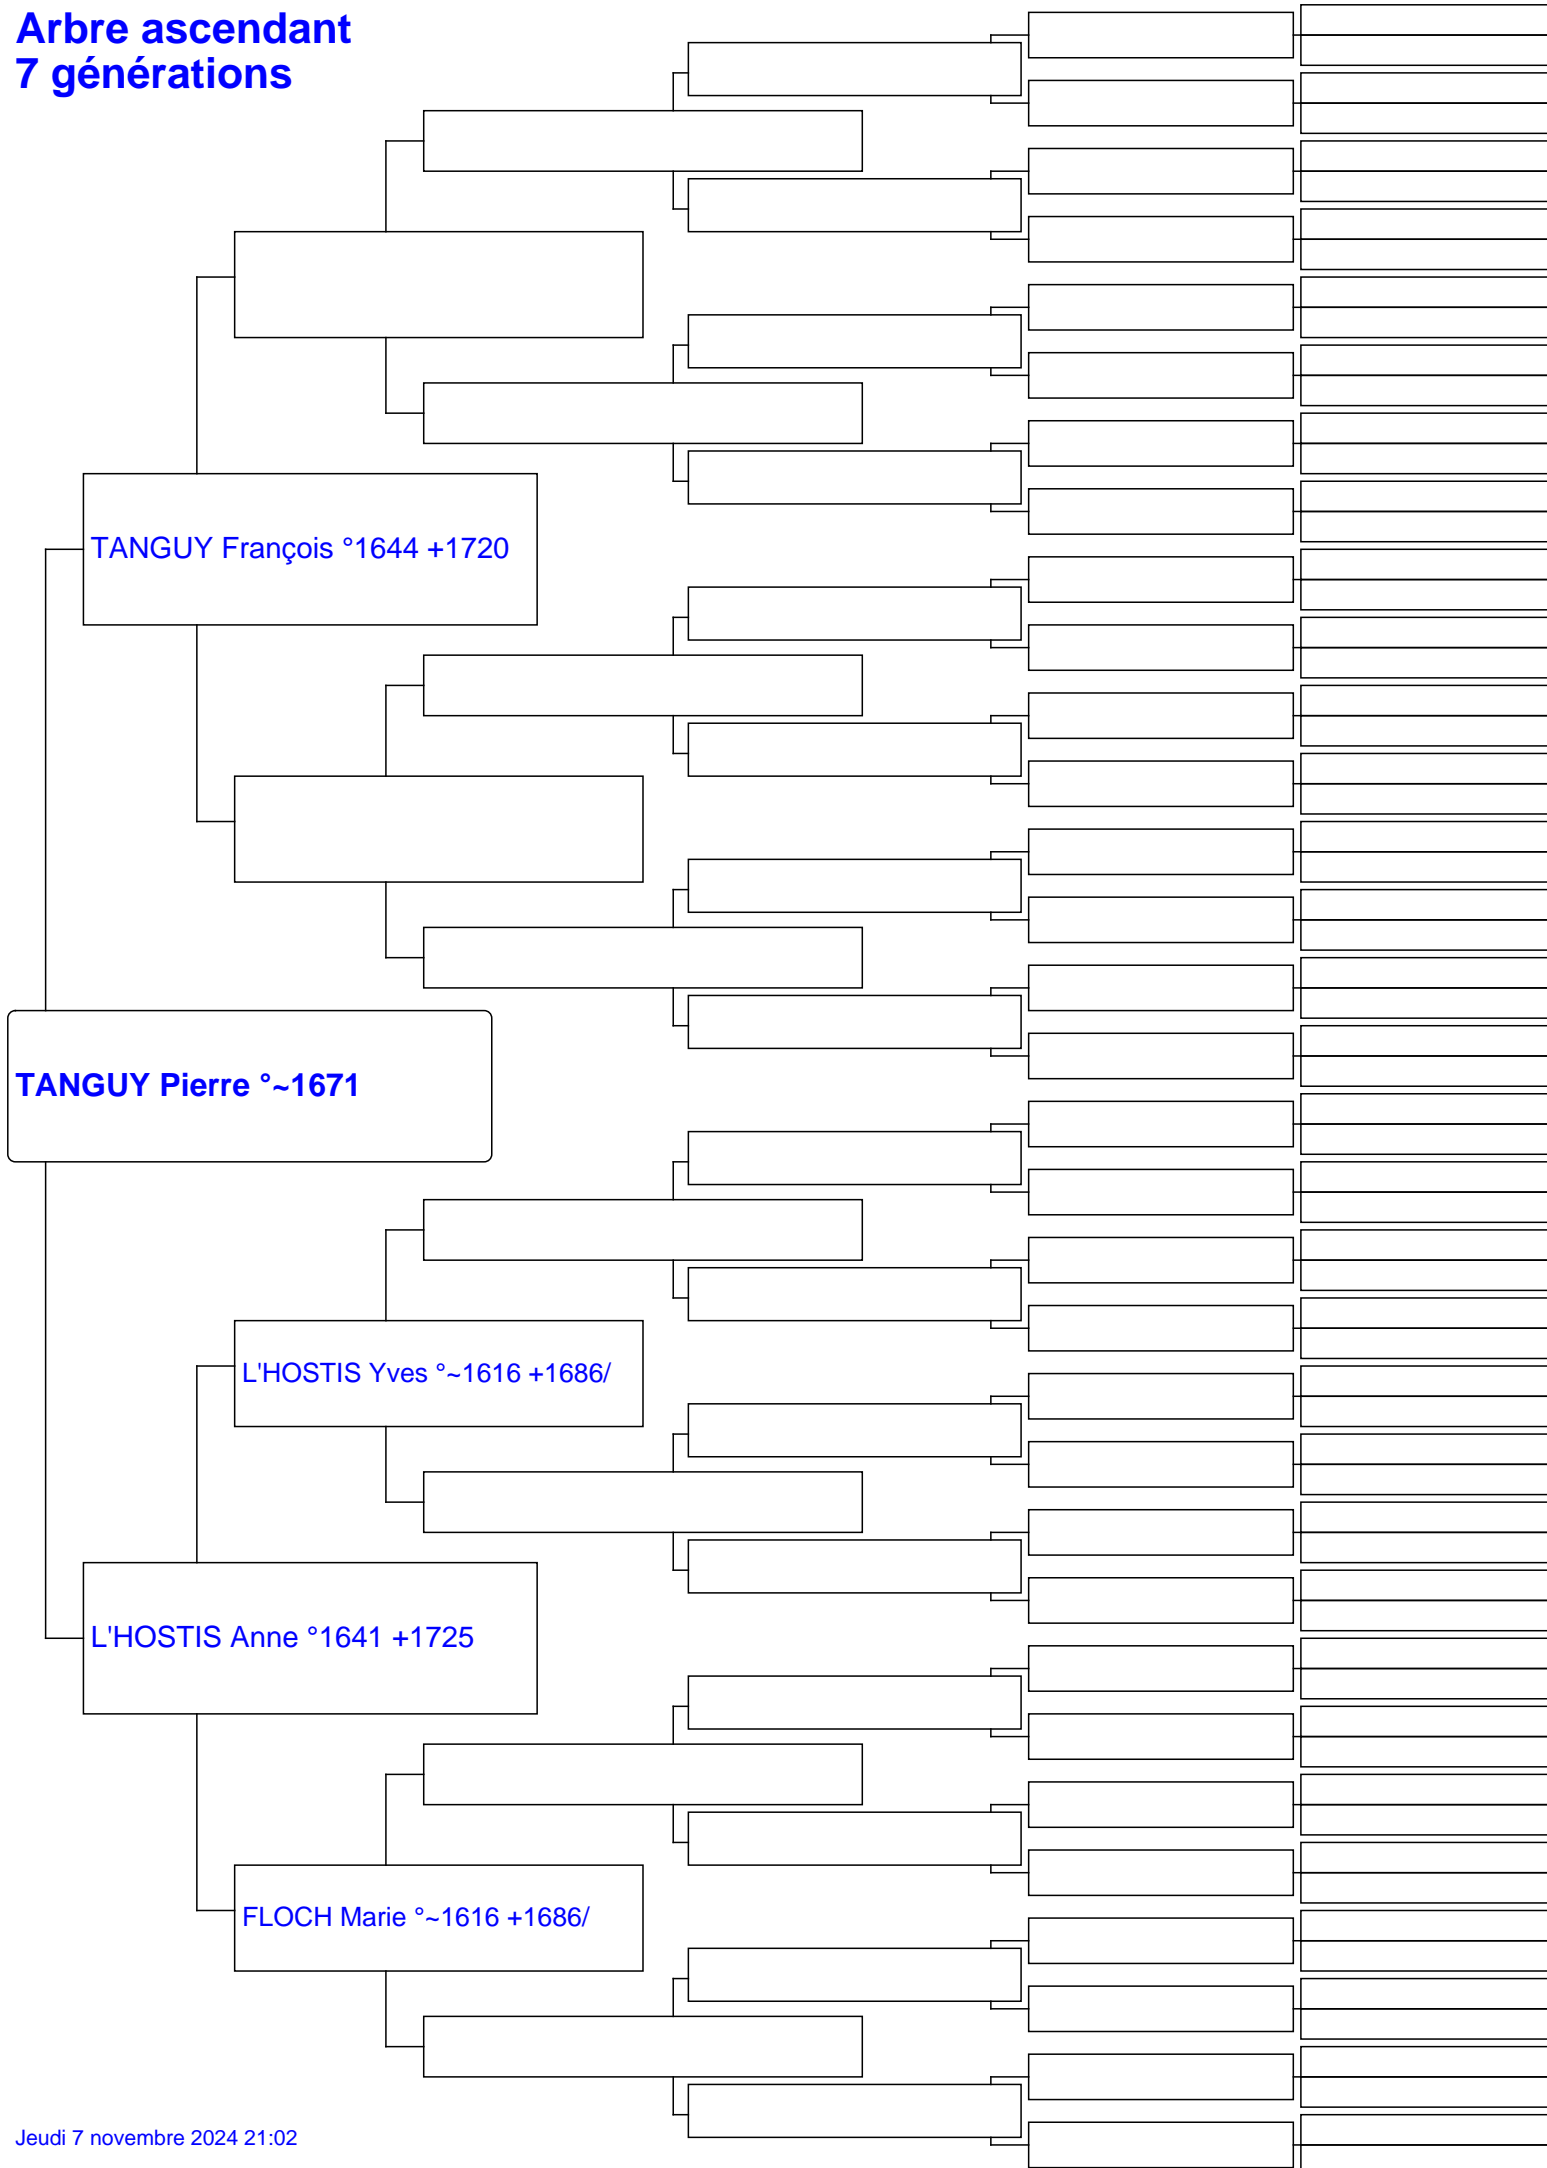 Arbre ascendant
7 générations
TANGUY François °1644 +1720
TANGUY Pierre °~1671
L'HOSTIS Yves °~1616 +1686/
L'HOSTIS Anne °1641 +1725
FLOCH Marie °~1616 +1686/
Jeudi 7 novembre 2024 21:02